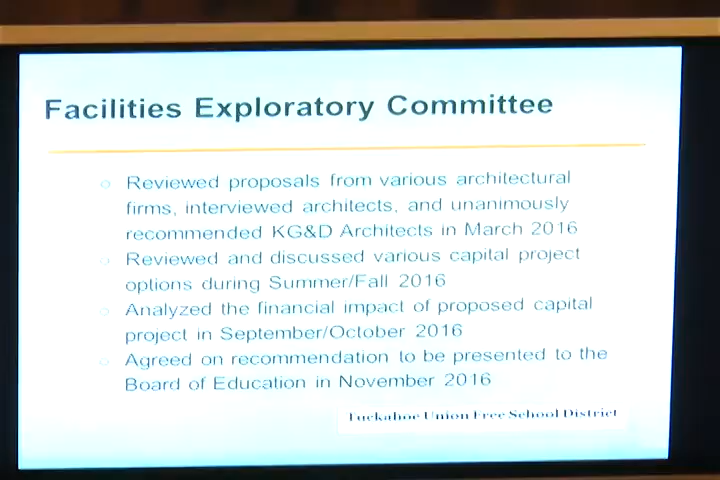 Facilities Exploratory Committee
Reviewed proposals from various architectural
firms, interviewed architects, and unanimously
recommended KG&D Architects in March 2016
Reviewed and discussed various capital project
options during Summer/Fall 2016
Analyzed the financial impact of proposed capital
project in September/October 2016
Agreed on recommendation to be presented to the
Board of Education in November 2016
Tuckahoe Union Free School District